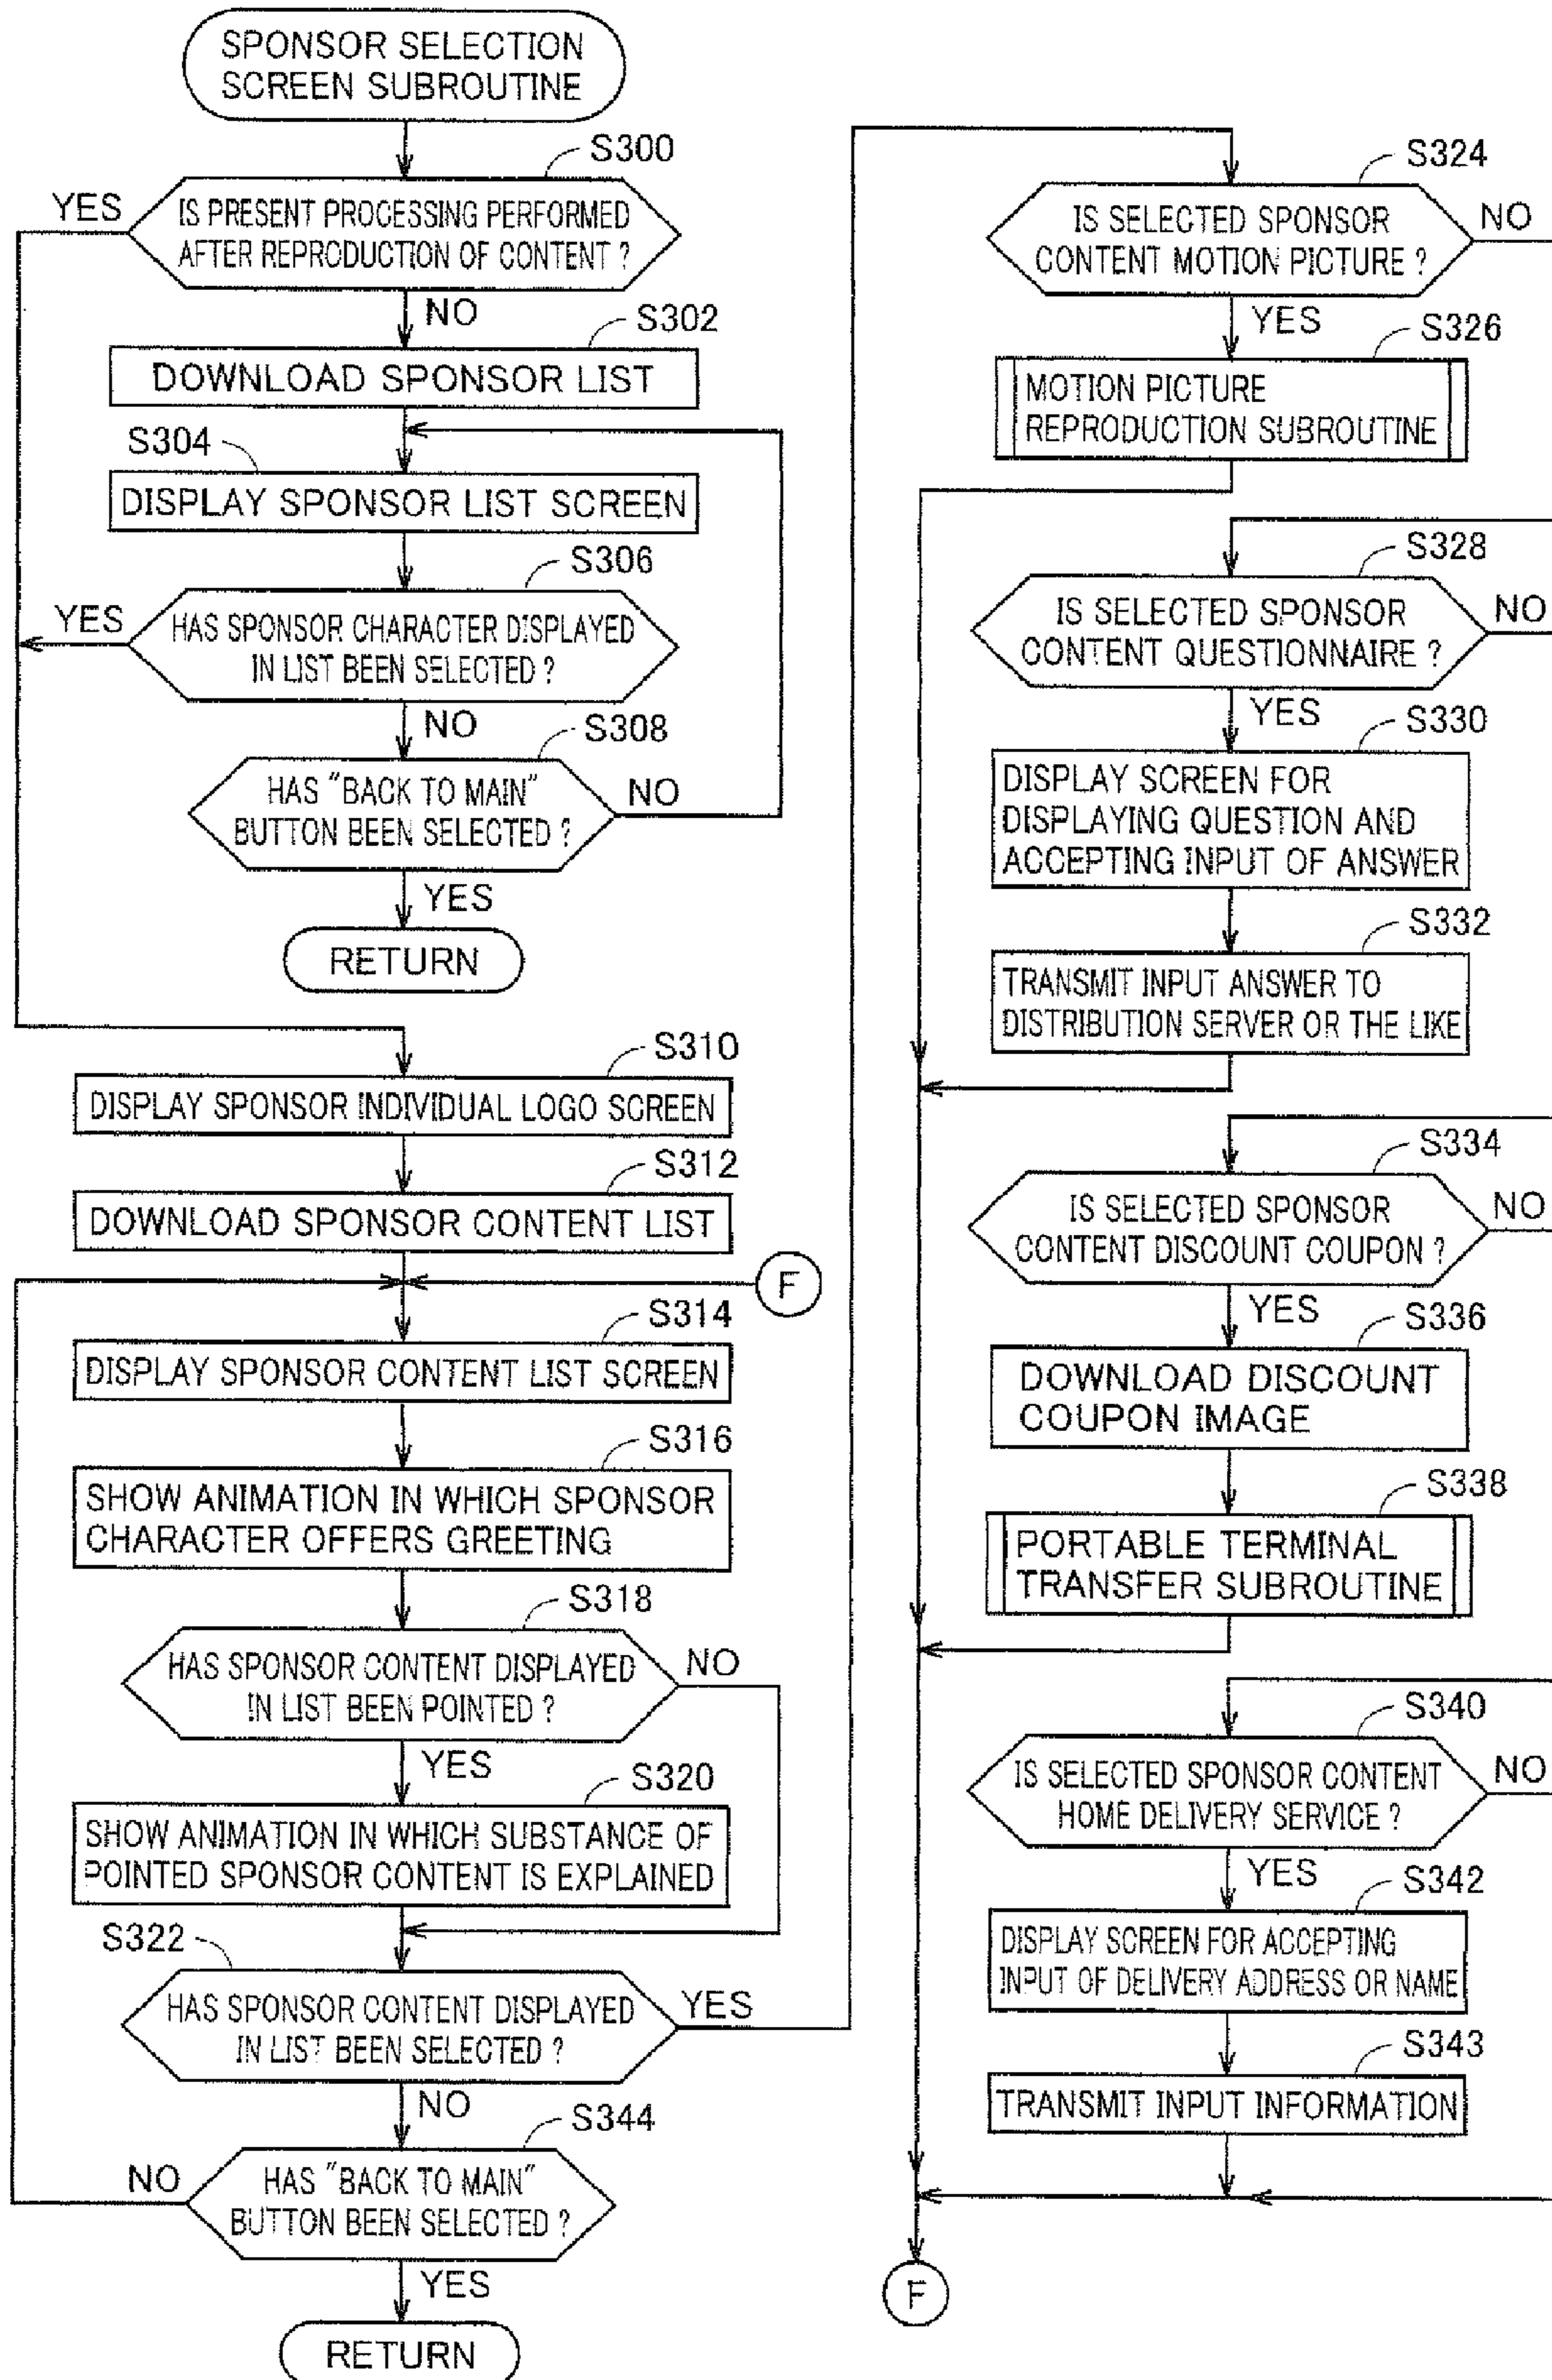 SPONSOR SELECTION
SCREEN SUBROUTINE
S300
YES
IS PRESENT PROCESSING PERFORMED
AFTER REPRODUCTION OF CONTENT ?
NO
S302
DOWNLOAD SPONSOR LIST
S304
DISPLAY SPONSOR LIST SCREEN
S306
YES
HAS SPONSOR CHARACTER DISPLAYED
IN LIST BEEN SELECTED ?
NO
S308
HAS "BACK TO MAIN"
BUTTON BEEN SELECTED ?
NO
YES
RETURN
S310
DISPLAY SPONSOR INDIVIDUAL LOGO SCREEN
S312
DOWNLOAD SPONSOR CONTENT LIST
F
S314
DISPLAY SPONSOR CONTENT LIST SCREEN
S316
SHOW ANIMATION IN WHICH SPONSOR
CHARACTER OFFERS GREETING
S318
HAS SPONSOR CONTENT DISPLAYED
IN LIST BEEN POINTED ?
NO
YES
S320
SHOW ANIMATION IN WHICH SUBSTANCE OF
POINTED SPONSOR CONTENT IS EXPLAINED
S322
HAS SPONSOR CONTENT DISPLAYED
IN LIST BEEN SELECTED ?
YES
NO
S344
NO
HAS "BACK TO MAIN"
BUTTON BEEN SELECTED ?
YES
RETURN
S324
IS SELECTED SPONSOR
CONTENT MOTION PICTURE ?
NO
YES
S326
MOTION PICTURE
REPRODUCTION SUBROUTINE
S328
IS SELECTED SPONSOR
CONTENT QUESTIONNAIRE ?
NO
YES
S330
DISPLAY SCREEN FOR
DISPLAYING QUESTION AND
ACCEPTING INPUT OF ANSWER
S332
TRANSMIT INPUT ANSWER TO
DISTRIBUTION SERVER OR THE LIKE
S334
IS SELECTED SPONSOR
CONTENT DISCOUNT COUPON ?
NO
YES
S336
DOWNLOAD DISCOUNT
COUPON IMAGE
S338
PORTABLE TERMINAL
TRANSFER SUBROUTINE
S340
IS SELECTED SPONSOR CONTENT
HOME DELIVERY SERVICE ?
NO
YES
S342
DISPLAY SCREEN FOR ACCEPTING
INPUT OF DELIVERY ADDRESS OR NAME
S343
TRANSMIT INPUT INFORMATION
F